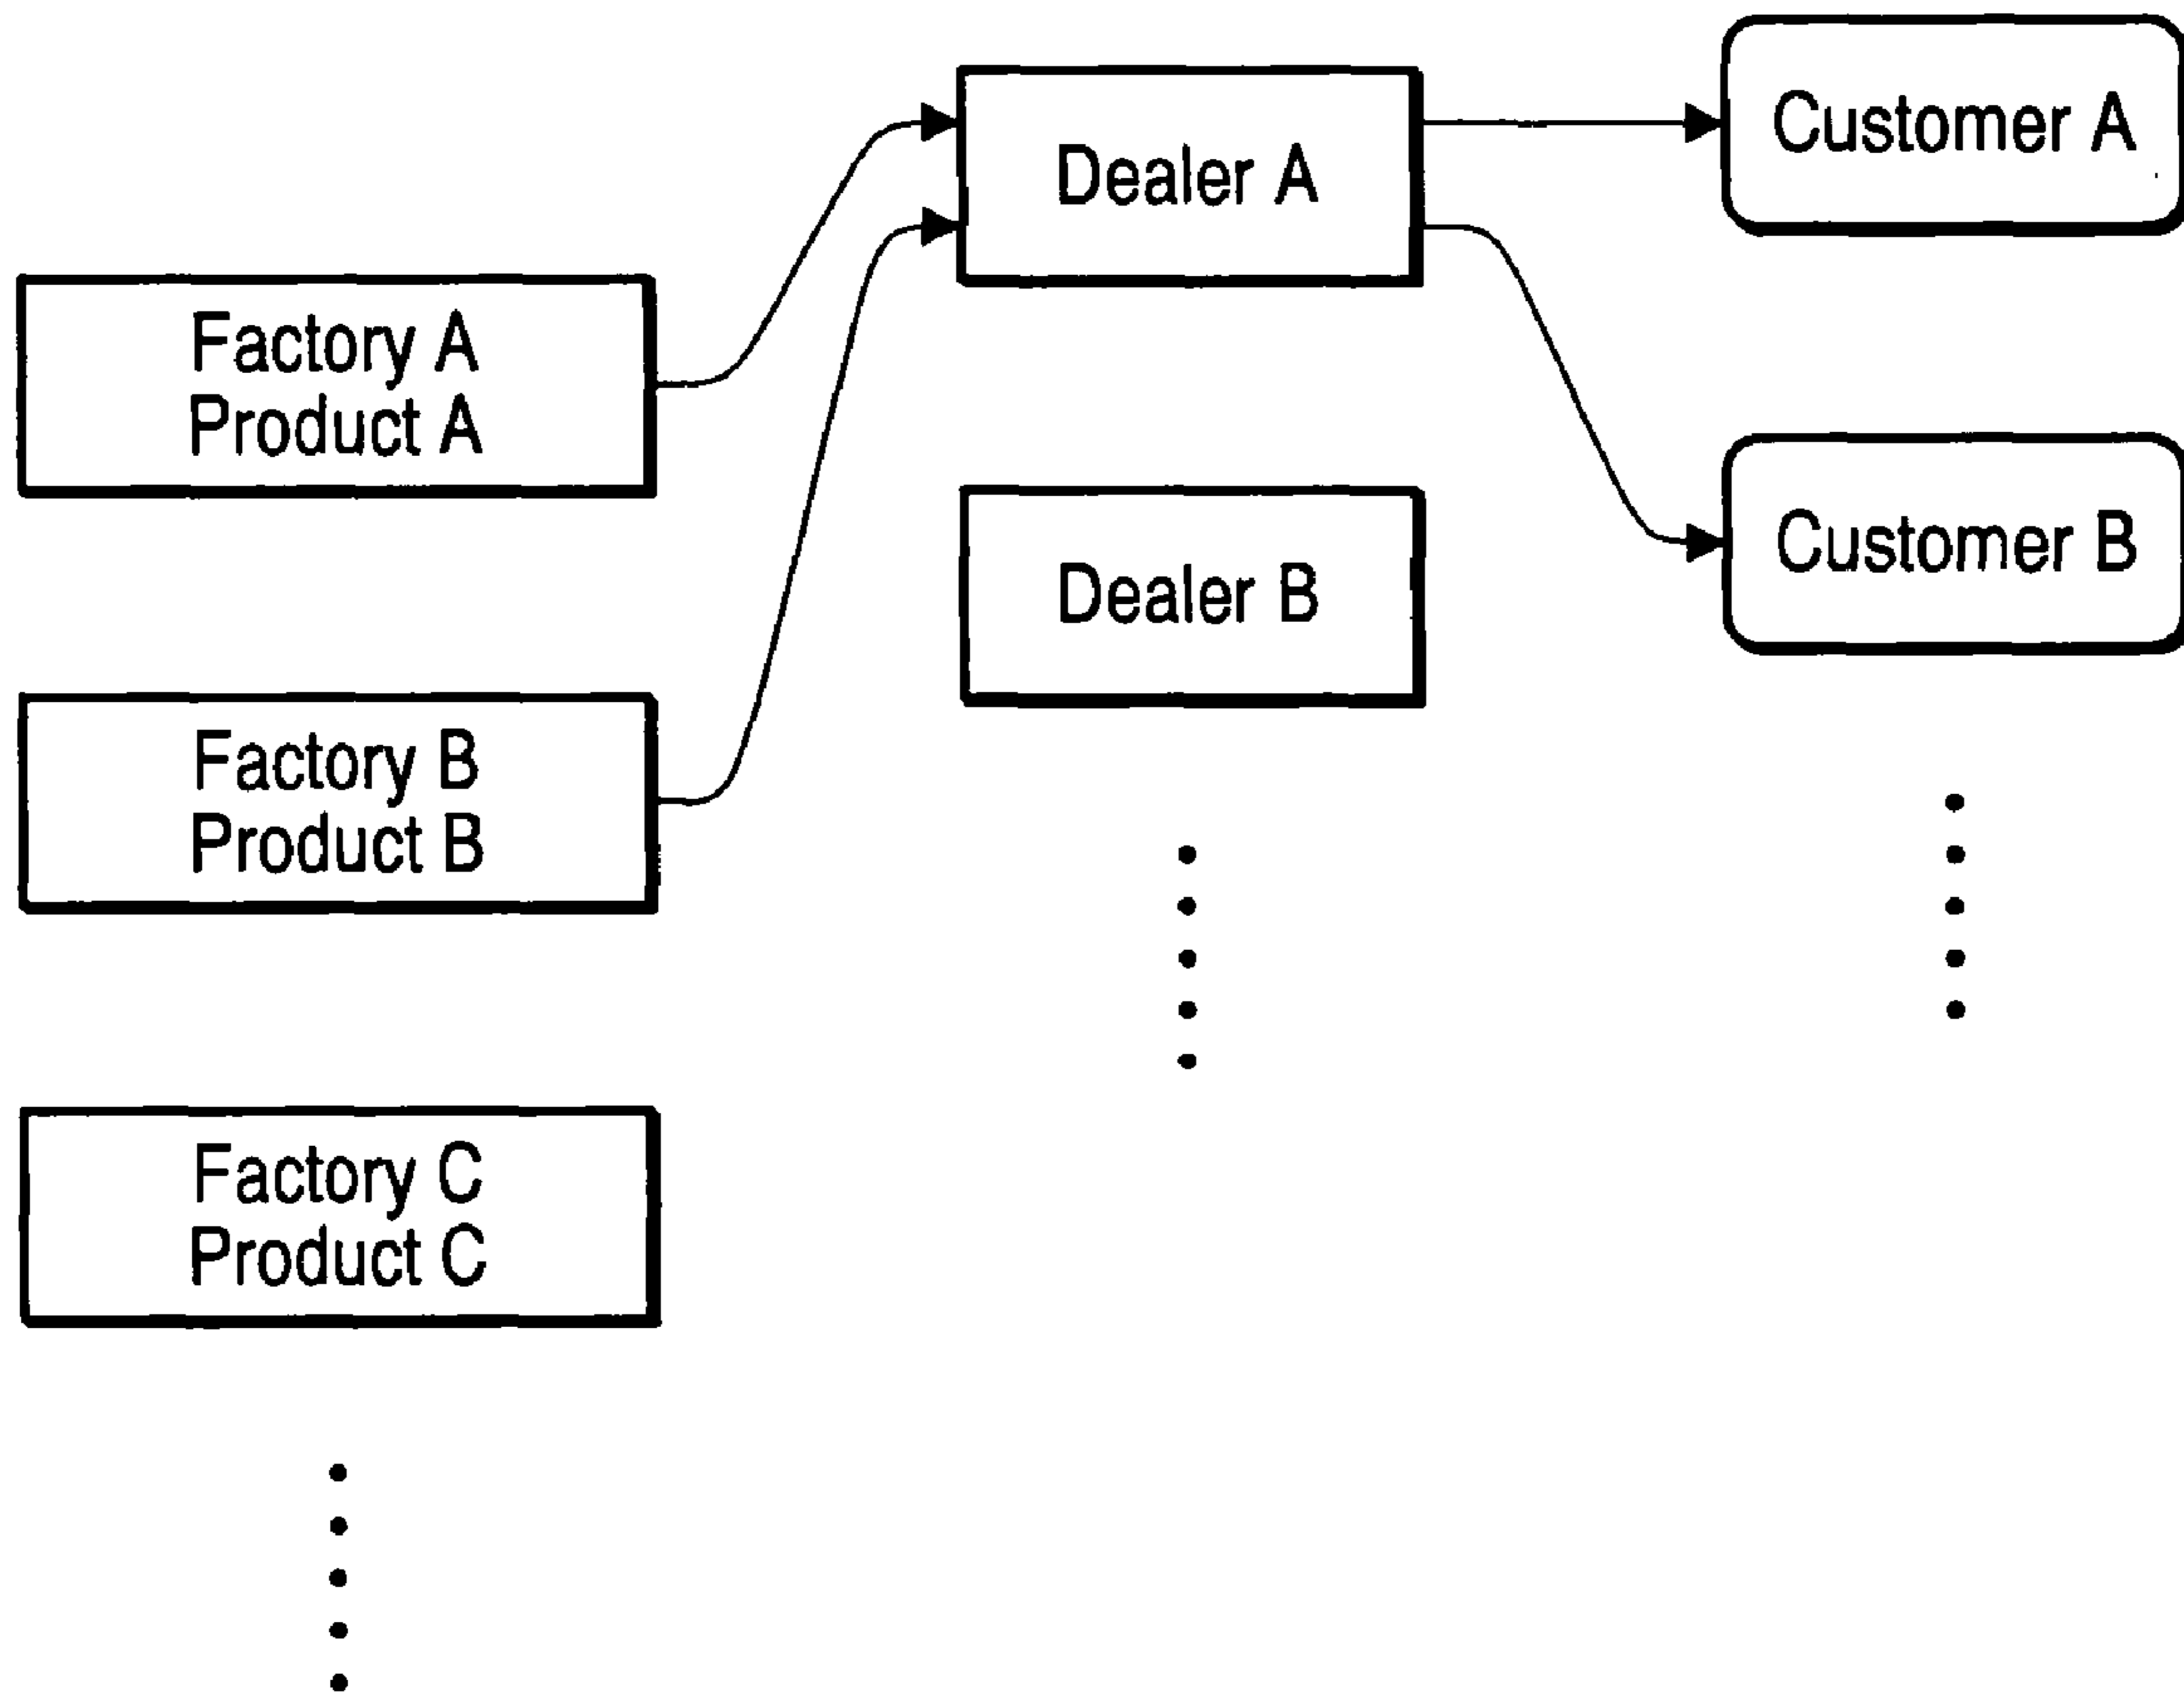 Factory A
Product A
Factory B
Product B
Factory C
Product C
Dealer A
Dealer B
Customer A
Customer B